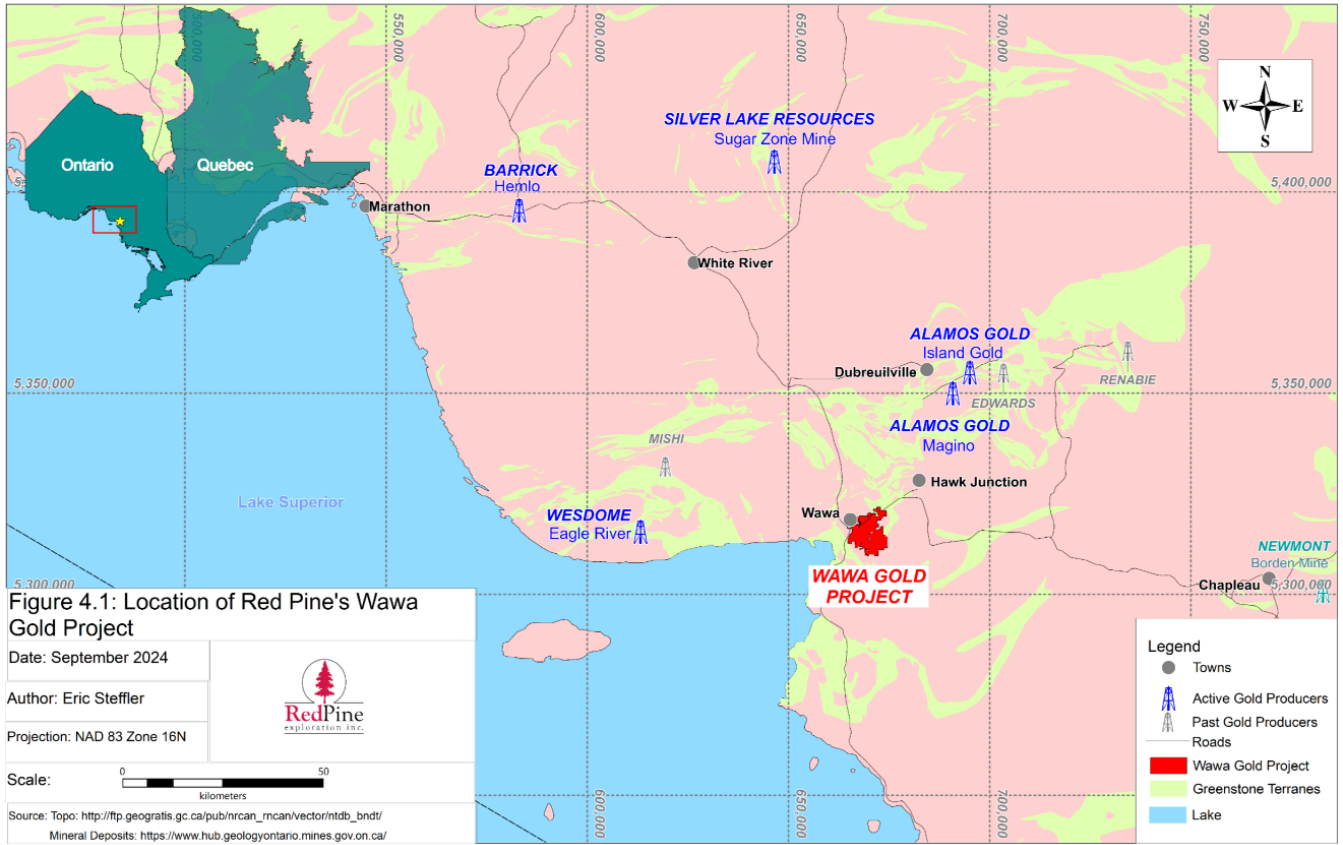 500,000
550,000
600,000
650,000
700,000
750,000
N
W E
S
SILVER LAKE RESOURCES
Sugar Zone Mine
BARRICK
Hemlo
Ontario
Quebec
5,400,000
Marathon
White River
ALAMOS GOLD
Island Gold
Dubreuilville
RENABIE
5,350,000
5,350,000
EDWARDS
ALAMOS GOLD
Magino
MISHI
Hawk Junction
Lake Superior
WESDOME
Eagle River
Wawa
NEWMONT
Borden Mine
WAWA GOLD
PROJECT
Chapleau
5,300,000
5,300,000
Figure 4.1: Location of Red Pine's Wawa
Gold Project
Date: September 2024
Author: Eric Steffler
Projection: NAD 83 Zone 16N
RedPine
exploration inc.
Scale:
0 50
kilometers
Source: Topo: http://ftp.geogratis.gc.ca/pub/nrcan_rncan/vector/ntdb_bndt/
Mineral Deposits: https://www.hub.geologyontario.mines.gov.on.ca/
600,000
650,000
700,000
Legend
Towns
Active Gold Producers
Past Gold Producers
Roads
Wawa Gold Project
Greenstone Terranes
Lake